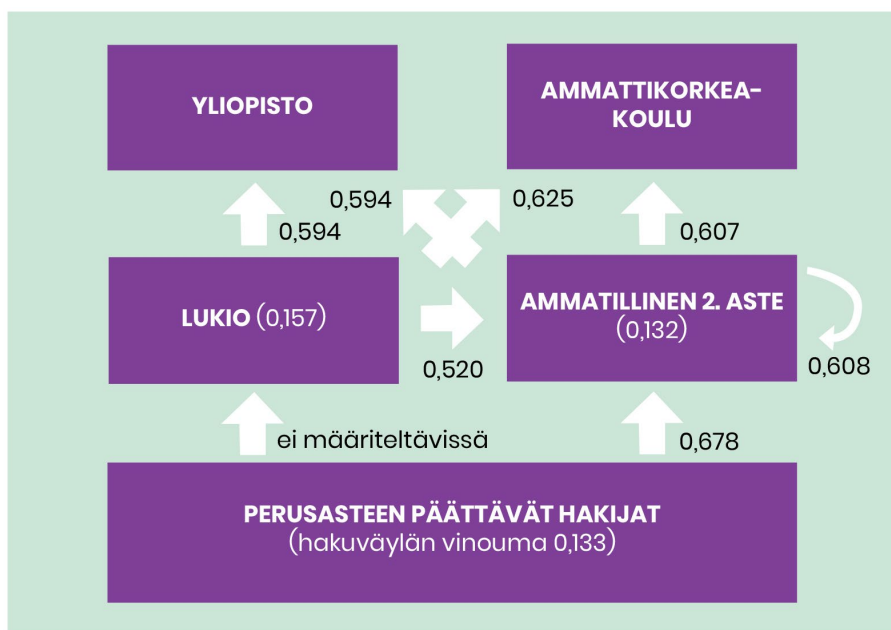 YLIOPISTO
AMMATTIKORKEA-
KOULU
0,594
0,594
0,625
0,607
LUKIO (0,157)
AMMATILLINEN 2. ASTE
(0,132)
0,520
0,608
ei määriteltävissä
0,678
PERUSASTEEN PÄÄTTÄVÄT HAKIJAT
(hakuväylän vinouma 0,133)